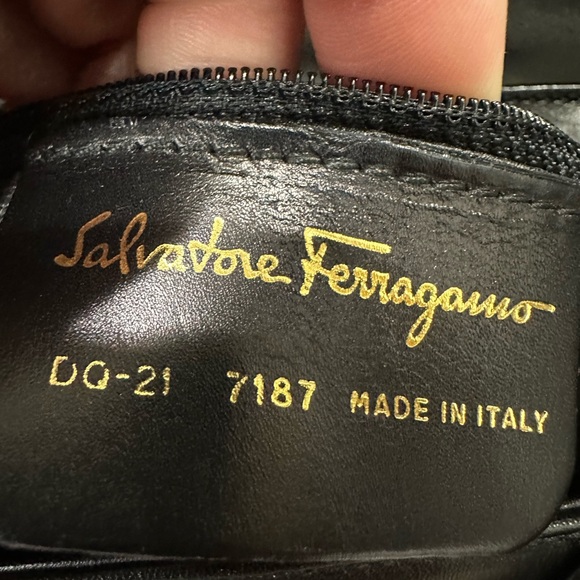 Salvatore Ferragamo
DQ-21 7187 MADE IN ITALY